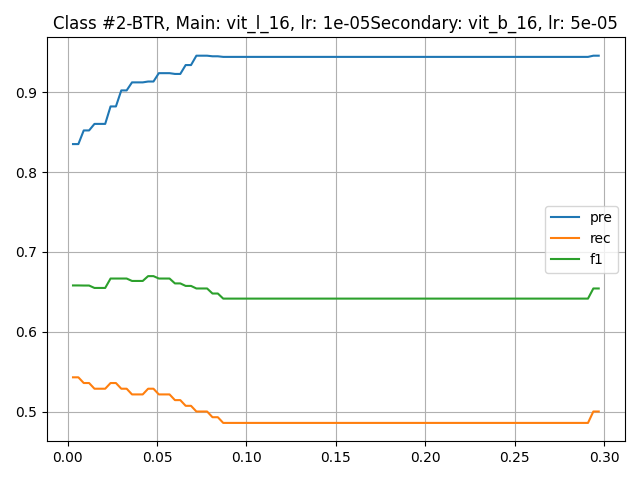 Class #2-BTR, Main: vit_l_16, lr: 1e-05Secondary: vit_b_16, lr: 5e-05
0.9
0.8
0.7
0.6
0.5
pre
rec
f1
0.00 0.05 0.10 0.15 0.20 0.25 0.30